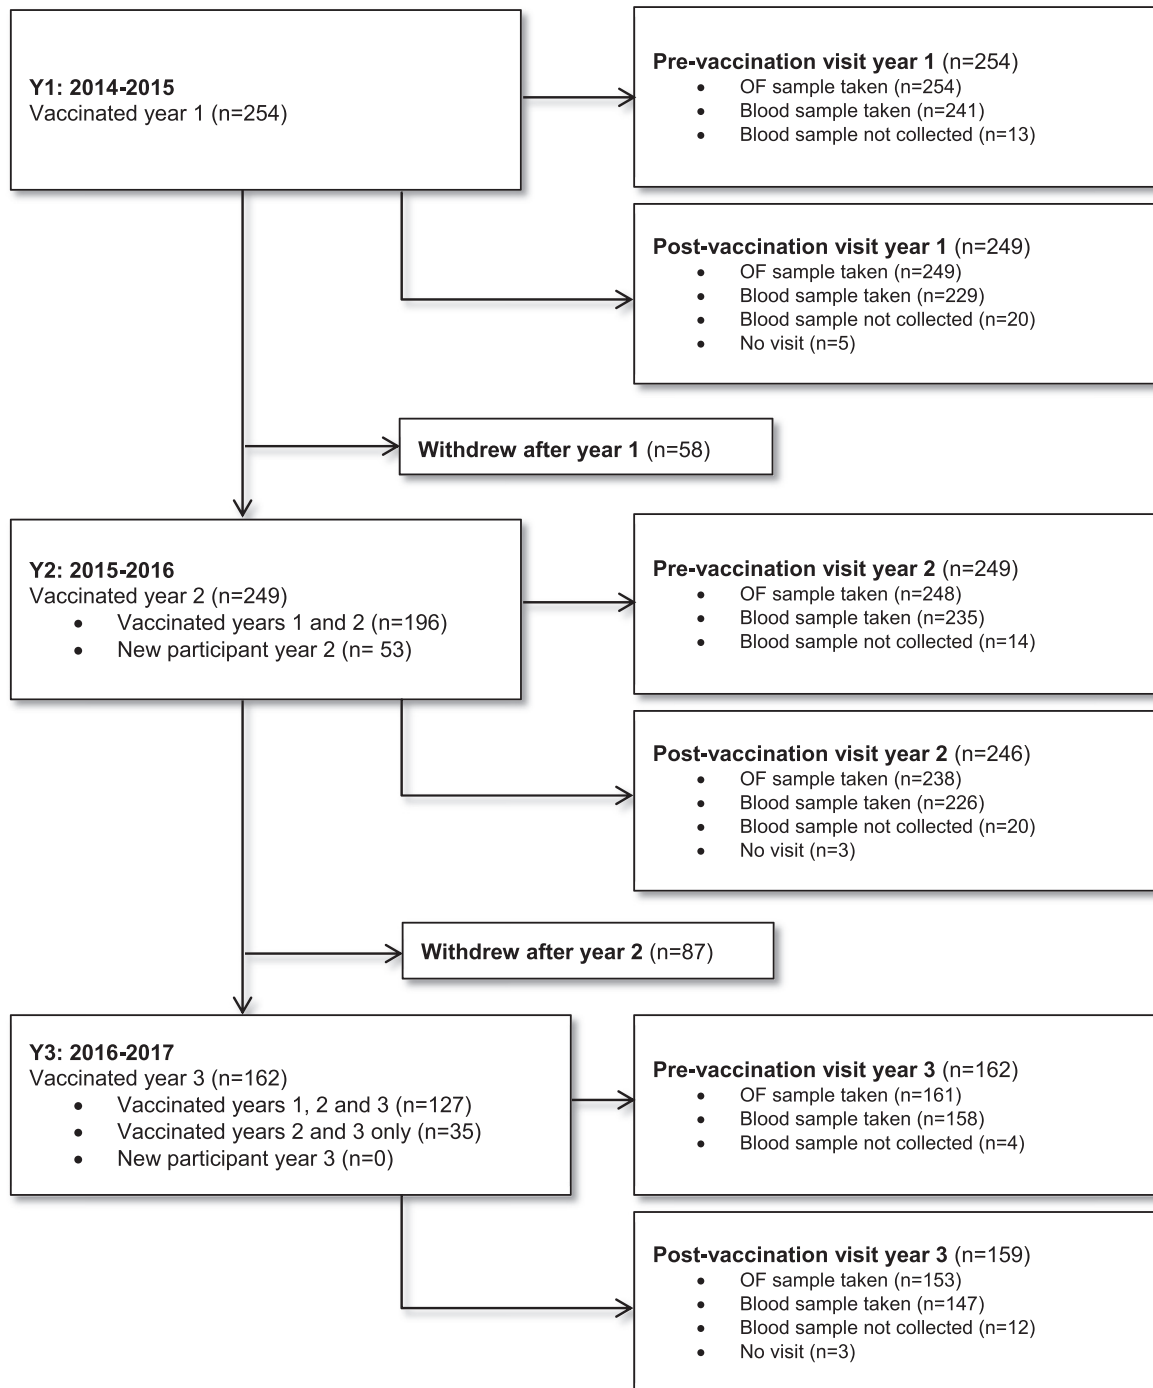 Y1: 2014-2015
Vaccinated year 1 (n=254)
Pre-vaccination visit year 1 (n=254)
• OF sample taken (n=254)
• Blood sample taken (n=241)
• Blood sample not collected (n=13)
Post-vaccination visit year 1 (n=249)
• OF sample taken (n=249)
• Blood sample taken (n=229)
• Blood sample not collected (n=20)
• No visit (n=5)
Withdrew after year 1 (n=58)
Y2: 2015-2016
Vaccinated year 2 (n=249)
• Vaccinated years 1 and 2 (n=196)
• New participant year 2 (n= 53)
Pre-vaccination visit year 2 (n=249)
• OF sample taken (n=248)
• Blood sample taken (n=235)
• Blood sample not collected (n=14)
Post-vaccination visit year 2 (n=246)
• OF sample taken (n=238)
• Blood sample taken (n=226)
• Blood sample not collected (n=20)
• No visit (n=3)
Withdrew after year 2 (n=87)
Y3: 2016-2017
Vaccinated year 3 (n=162)
• Vaccinated years 1, 2 and 3 (n=127)
• Vaccinated years 2 and 3 only (n=35)
• New participant year 3 (n=0)
Pre-vaccination visit year 3 (n=162)
• OF sample taken (n=161)
• Blood sample taken (n=158)
• Blood sample not collected (n=4)
Post-vaccination visit year 3 (n=159)
• OF sample taken (n=153)
• Blood sample taken (n=147)
• Blood sample not collected (n=12)
• No visit (n=3)